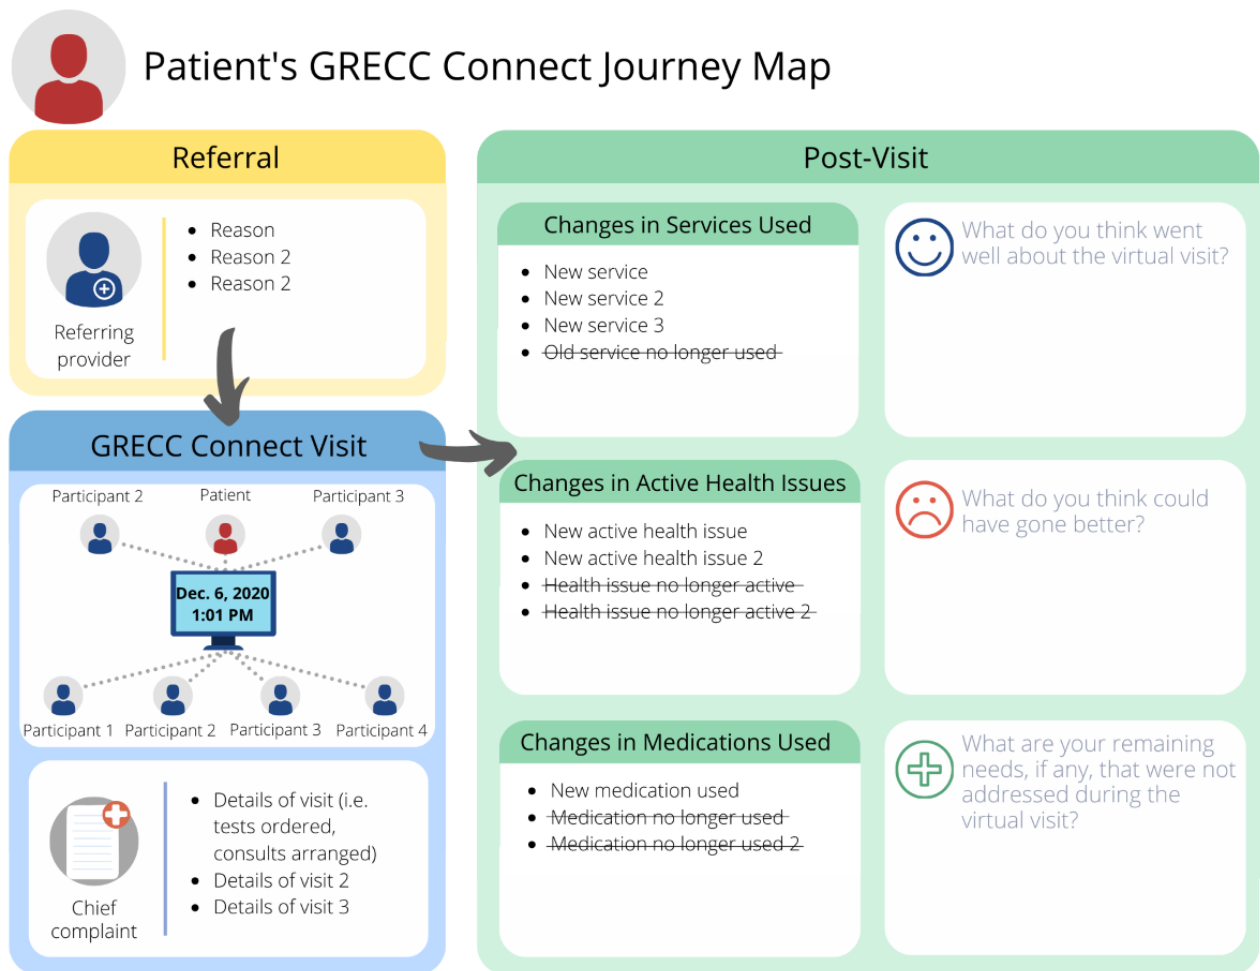 Patient's GRECC Connect Journey Map
Referral
Referring
provider
• Reason
• Reason 2
• Reason 2
GRECC Connect Visit
Participant 2
Patient
Participant 3
Dec. 6, 2020
1:01 PM
Participant 1
Participant 2
Participant 3
Participant 4
Chief
complaint
• Details of visit (i.e.
tests ordered,
consults arranged)
• Details of visit 2
• Details of visit 3
Post-Visit
Changes in Services Used
• New service
• New service 2
• New service 3
• Old service no longer used
Changes in Active Health Issues
• New active health issue
• New active health issue 2
• Health issue no longer active
• Health issue no longer active 2
Changes in Medications Used
• New medication used
• Medication no longer used
• Medication no longer used 2
What do you think went
well about the virtual visit?
What do you think could
have gone better?
What are your remaining
needs, if any, that were not
addressed during the
virtual visit?